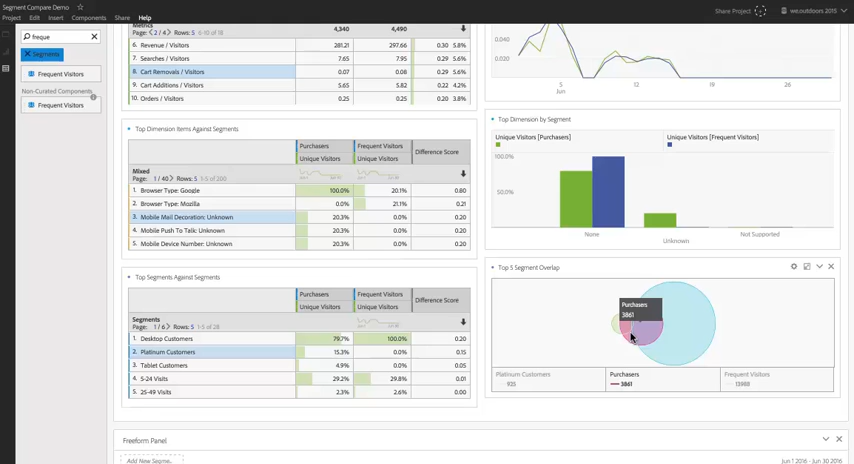 Segment Compare Demo
Project Edit Insert Components Share Help
Share Project
we.outdoors 2015
freque
Segments
Frequent Visitors
Non-Curated Components
Frequent Visitors
Metrics
Page: 2 / 4 Rows: 5 6-10 of 18
4,340 4,490
6. Revenue / Visitors 281.21 297.66 0.30 5.8%
7. Searches / Visitors 7.65 7.95 0.29 5.6%
8. Cart Removals / Visitors 0.07 0.08 0.29 5.6%
9. Cart Additions / Visitors 5.65 5.82 0.22 4.2%
10. Orders / Visitors 0.25 0.25 0.20 3.8%
0.040
0.020
5 12 19 26
Jun
Top Dimension Items Against Segments
Purchasers Frequent Visitors Difference Score
Unique Visitors Unique Visitors
Mixed
Page: 1 / 40 Rows: 5 1-5 of 200
1. Browser Type: Google 100.0% 20.1% 0.80
2. Browser Type: Mozilla 0.0% 21.1% 0.21
3. Mobile Mail Decoration: Unknown 20.3% 0.0% 0.20
4. Mobile Push To Talk: Unknown 20.3% 0.0% 0.20
5. Mobile Device Number: Unknown 20.3% 0.0% 0.20
Top Dimension by Segment
Unique Visitors [Purchasers] Unique Visitors [Frequent Visitors]
100.0%
50.0%
None Unknown Not Supported
Unknown
Top Segments Against Segments
Purchasers Frequent Visitors Difference Score
Unique Visitors Unique Visitors
Segments
Page: 1 / 6 Rows: 5 1-5 of 28
1. Desktop Customers 79.7% 100.0% 0.20
2. Platinum Customers 15.3% 0.0% 0.15
3. Tablet Customers 4.9% 0.0% 0.05
4. 5-24 Visits 29.2% 29.8% 0.01
5. 25-49 Visits 2.3% 2.6% 0.00
Top 5 Segment Overlap
Purchasers
3861
Platinum Customers Purchasers Frequent Visitors
925 3861 13988
Freeform Panel
Add New Segme..
Jun 1 2016 - Jun 30 2016